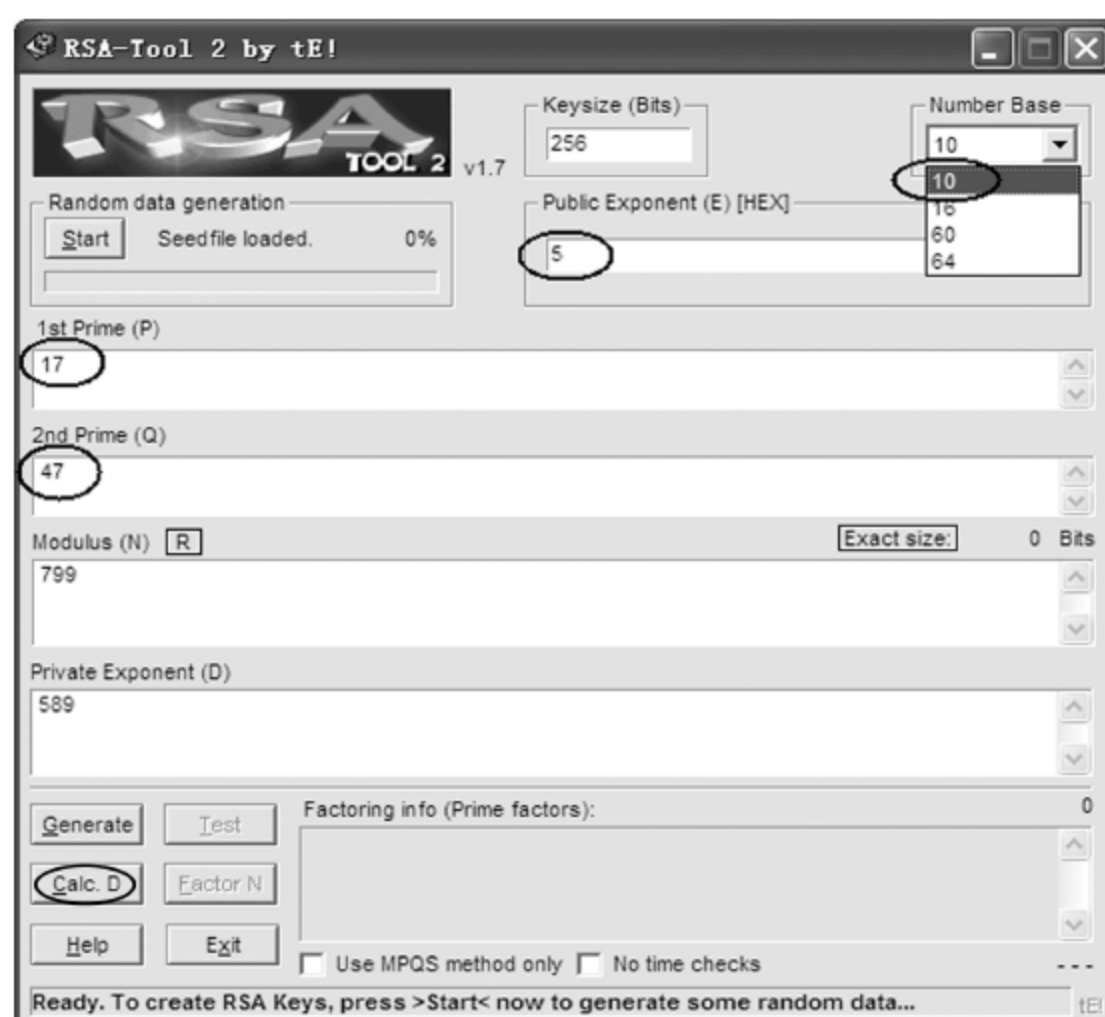 RSA-Tool 2 by tE!
RSA
TOOL 2
v1.7
Keysize (Bits)
256
Number Base
10
10
16
60
64
Random data generation
Start Seedfile loaded. 0%
Public Exponent (E) [HEX]
5
1st Prime (P)
17
2nd Prime (Q)
47
Modulus (N) R Exact size: 0 Bits
799
Private Exponent (D)
589
Generate Test
Factoring info (Prime factors): 0
Calc. D Factor N
Help Exit
Use MPQS method only No time checks ---
Ready. To create RSA Keys, press >Start< now to generate some random data... tE!